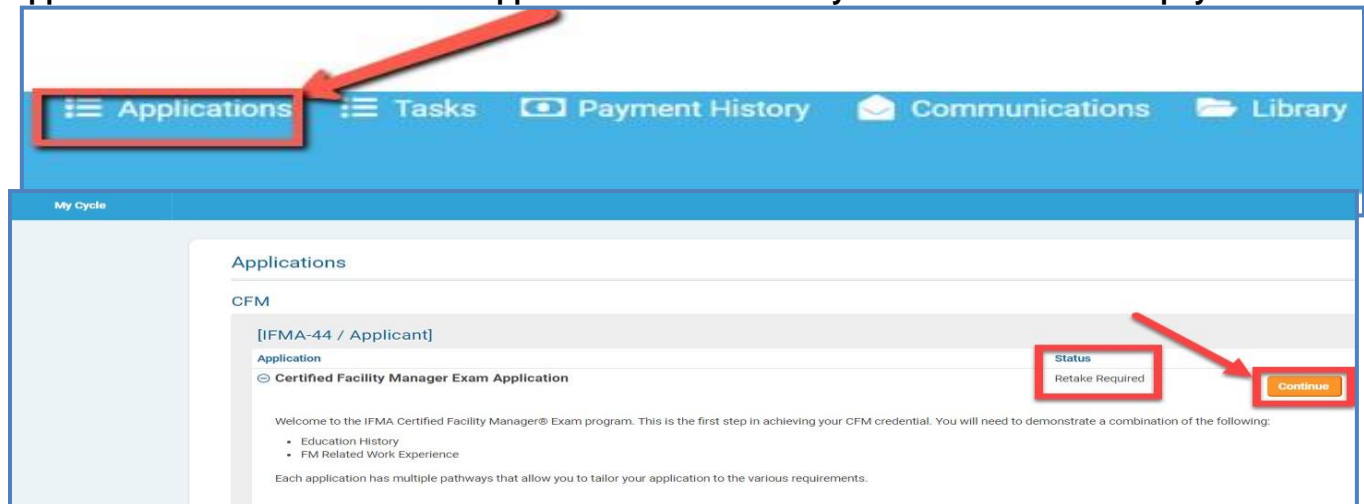 Applications Tasks Payment History Communications Library
My Cycle
Applications
CFM
[IFMA-44 / Applicant]
Application Status
Certified Facility Manager Exam Application Retake Required Continue
Welcome to the IFMA Certified Facility Manager® Exam program. This is the first step in achieving your CFM credential. You will need to demonstrate a combination of the following:
• Education History
• FM Related Work Experience
Each application has multiple pathways that allow you to tailor your application to the various requirements.